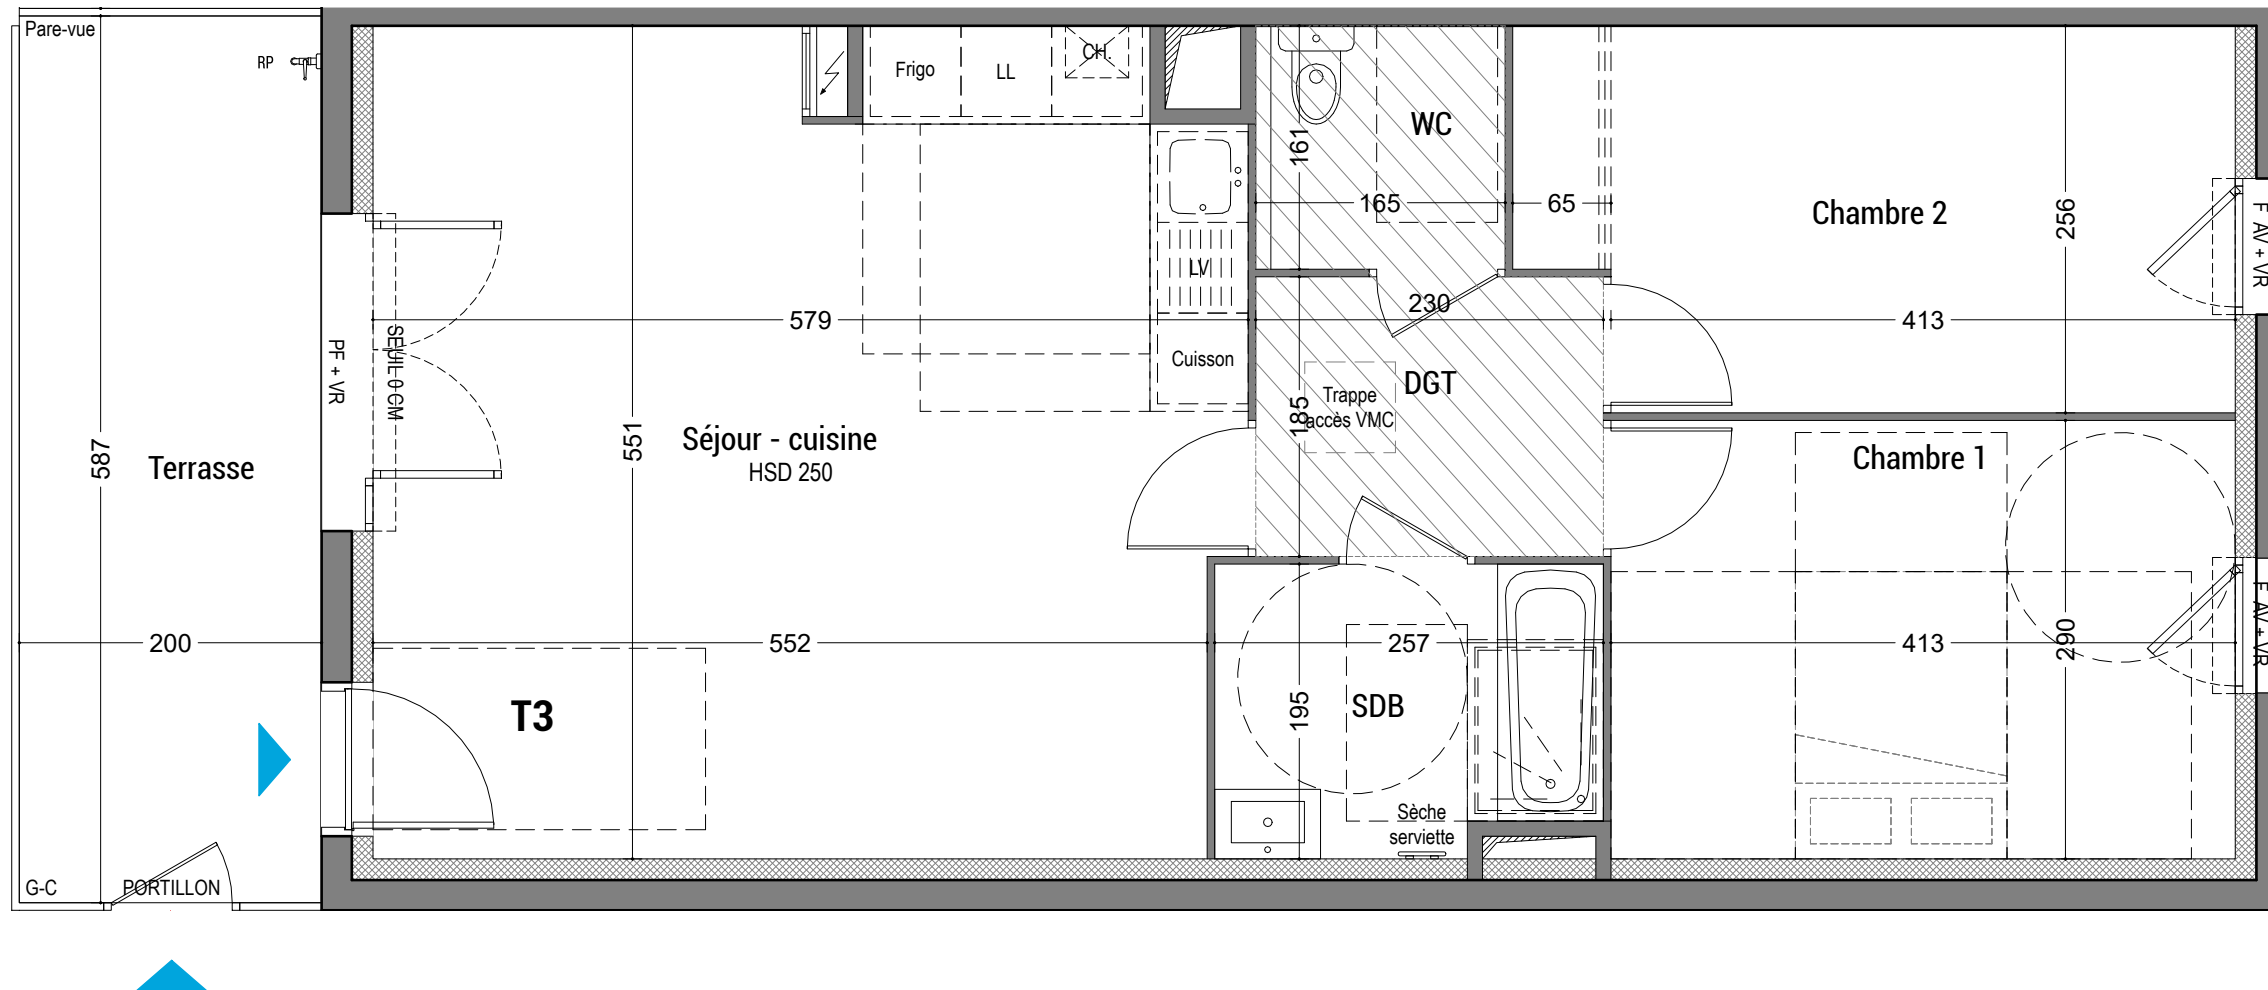 Pare-vue
RP
Frigo
LL
CH.
WC
161
165
65
Chambre 2
256
F AV + VR
LV
230
579
413
PF + VR
SEUIL 0 CM
Cuisson
DGT
Trappe
accès VMC
185
587
Terrasse
551
Séjour - cuisine
HSD 250
Chambre 1
F AV + VR
200
552
257
413
290
T3
195
SDB
Sèche
serviette
G-C
PORTILLON